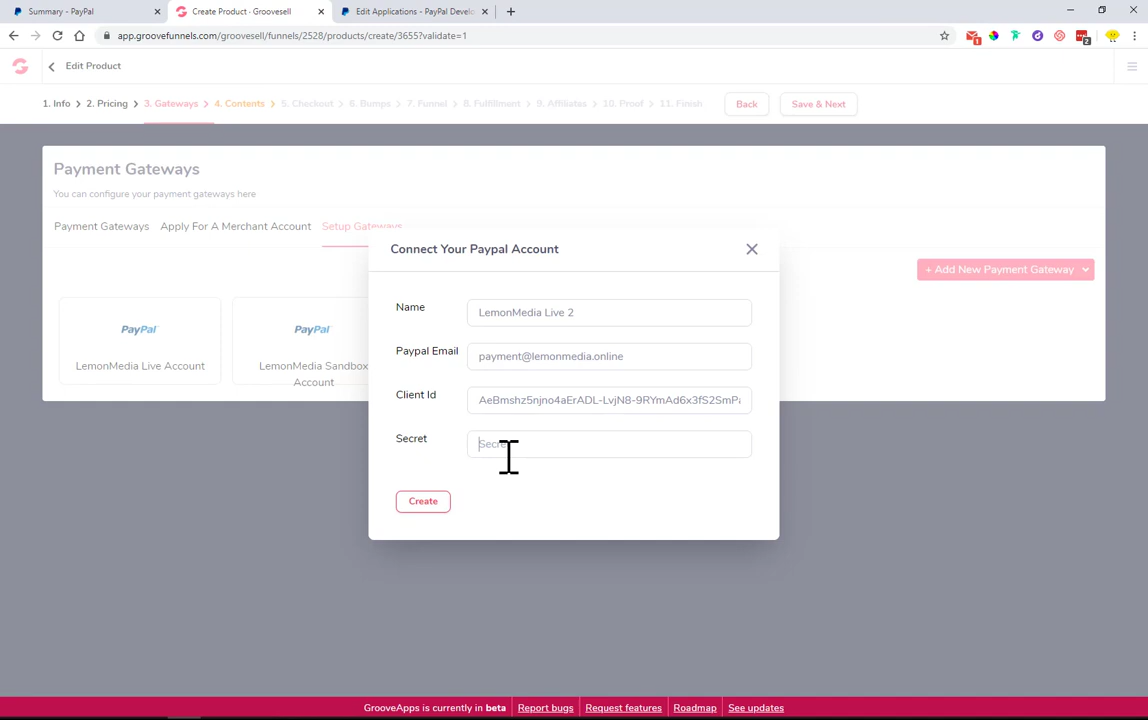 Summary - PayPal
Create Product - Groovesell
Edit Applications - PayPal Develo
app.groovefunnels.com/groovesell/funnels/2528/products/create/3655?validate=1
1
2
Edit Product
1. Info
2. Pricing
3. Gateways
4. Contents
5. Checkout
6. Bumps
7. Funnel
8. Fulfillment
9. Affiliates
10. Proof
11. Finish
Back
Save & Next
Payment Gateways
You can configure your payment gateways here
Payment Gateways
Apply For A Merchant Account
Setup Gateways
+ Add New Payment Gateway
PayPal
LemonMedia Live Account
PayPal
LemonMedia Sandbox
Account
Connect Your Paypal Account
Name
LemonMedia Live 2
Paypal Email
payment@lemonmedia.online
Client Id
AeBmshz5njno4aErADL-LvjN8-9RYmAd6x3fS2SmPa
Secret
Secret
Create
GrooveApps is currently in beta
Report bugs
Request features
Roadmap
See updates